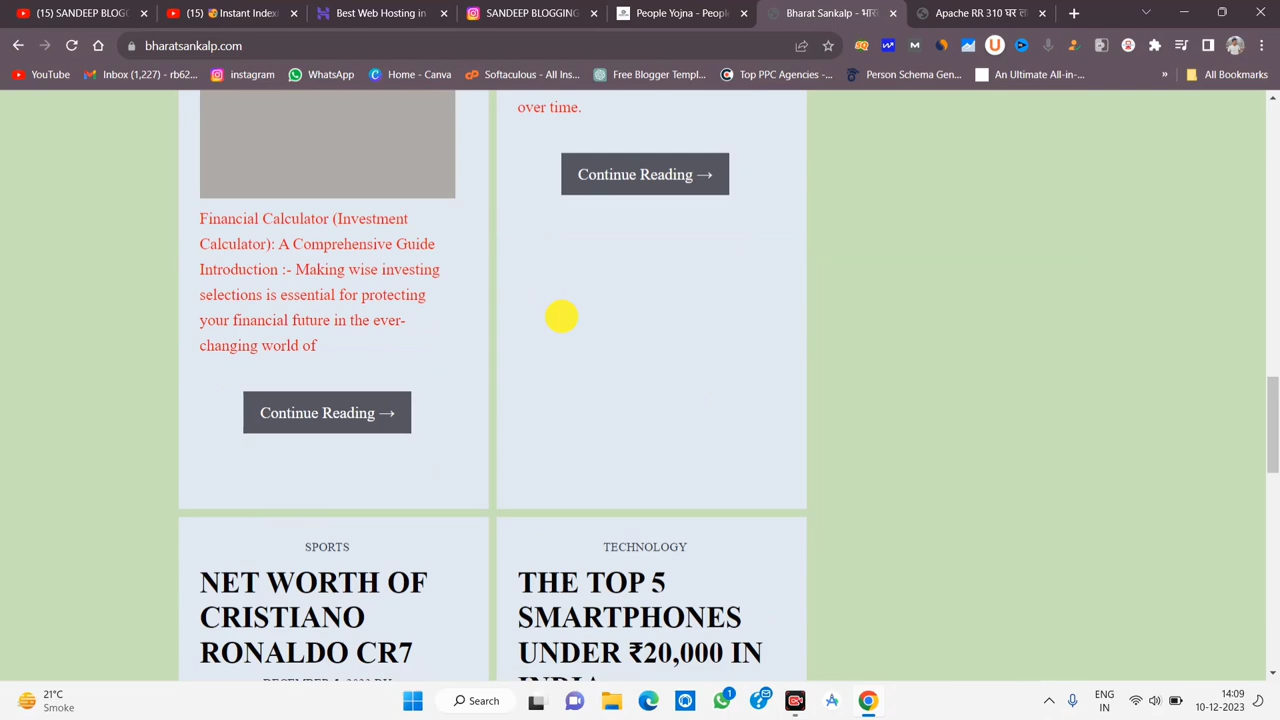 (15) SANDEEP BLOGG
(15) Instant Index
Best Web Hosting in
SANDEEP BLOGGING
People Yojna - People
Bharat Sankalp - भार
Apache RR 310 घर ला
bharatsankalp.com
YouTube
Inbox (1,227) - rb62...
instagram
WhatsApp
Home - Canva
Softaculous - All Ins...
Free Blogger Templ...
Top PPC Agencies -...
Person Schema Gen...
An Ultimate All-in-...
»
All Bookmarks
over time.
Continue Reading →
Financial Calculator (Investment
Calculator): A Comprehensive Guide
Introduction :- Making wise investing
selections is essential for protecting
your financial future in the ever-
changing world of
Continue Reading →
SPORTS
NET WORTH OF
CRISTIANO
RONALDO CR7
TECHNOLOGY
THE TOP 5
SMARTPHONES
UNDER ₹20,000 IN
INDIA
21°C
Smoke
Search
1
ENG
IN
14:09
10-12-2023